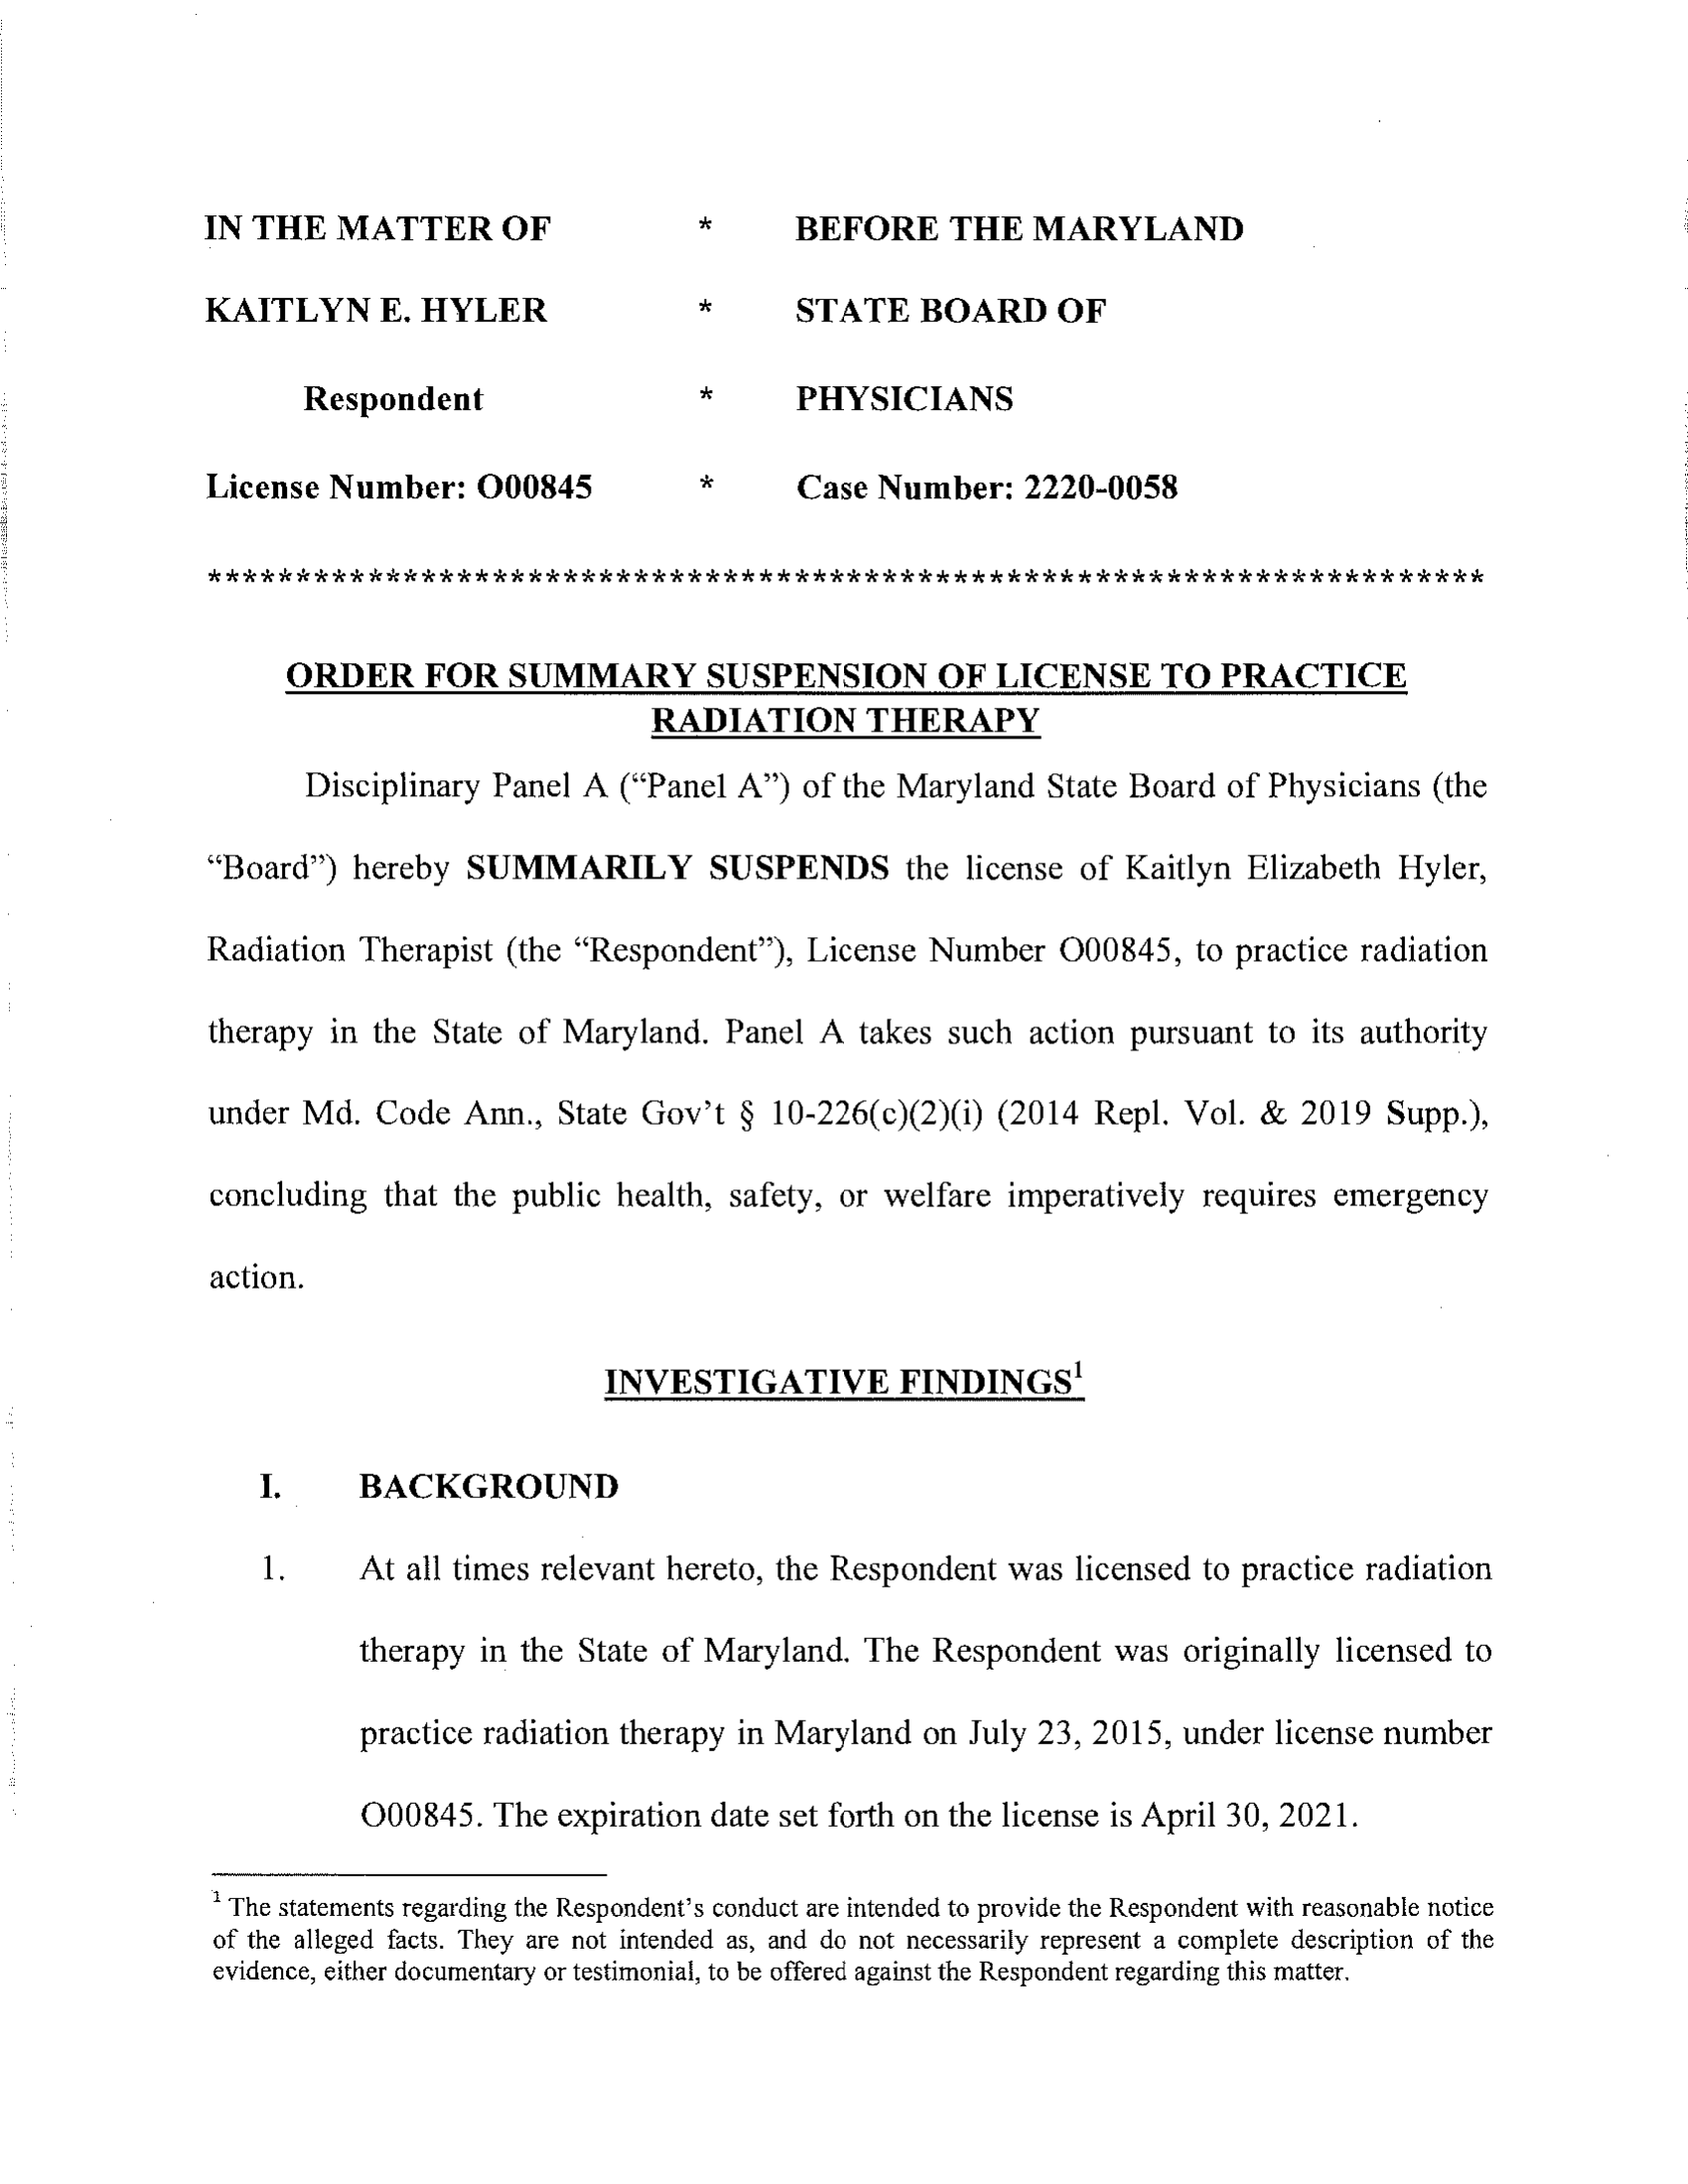 IN THE MATTER OF * BEFORE THE MARYLAND
KAITLYN E. HYLER * STATE BOARD OF
Respondent * PHYSICIANS
License Number: O00845 * Case Number: 2220-0058
************************************************************************
ORDER FOR SUMMARY SUSPENSION OF LICENSE TO PRACTICE
RADIATION THERAPY
Disciplinary Panel A (“Panel A”) of the Maryland State Board of Physicians (the
“Board”) hereby SUMMARILY SUSPENDS the license of Kaitlyn Elizabeth Hyler,
Radiation Therapist (the “Respondent”), License Number O00845, to practice radiation
therapy in the State of Maryland. Panel A takes such action pursuant to its authority
under Md. Code Ann., State Gov’t § 10-226(c)(2)(i) (2014 Repl. Vol. & 2019 Supp.),
concluding that the public health, safety, or welfare imperatively requires emergency
action.
INVESTIGATIVE FINDINGS¹
I. BACKGROUND
1. At all times relevant hereto, the Respondent was licensed to practice radiation
therapy in the State of Maryland. The Respondent was originally licensed to
practice radiation therapy in Maryland on July 23, 2015, under license number
O00845. The expiration date set forth on the license is April 30, 2021.
¹ The statements regarding the Respondent’s conduct are intended to provide the Respondent with reasonable notice
of the alleged facts. They are not intended as, and do not necessarily represent a complete description of the
evidence, either documentary or testimonial, to be offered against the Respondent regarding this matter.